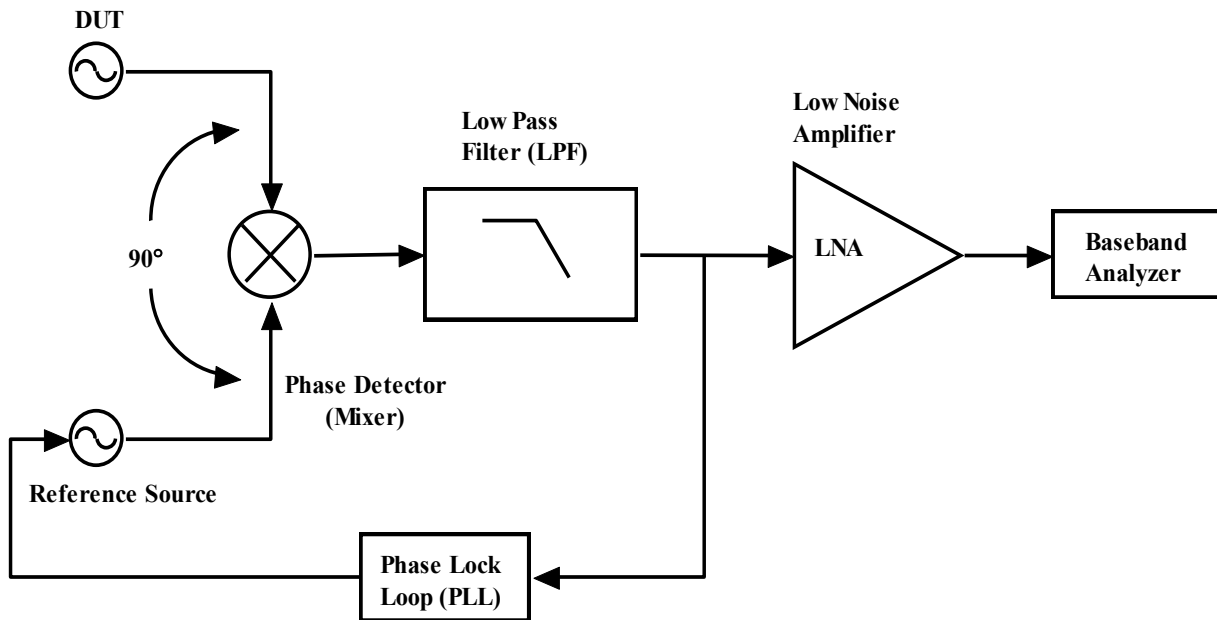 DUT
Low Noise
Amplifier
Low Pass
Filter (LPF)
90°
LNA
Baseband
Analyzer
Phase Detector
(Mixer)
Reference Source
Phase Lock
Loop (PLL)